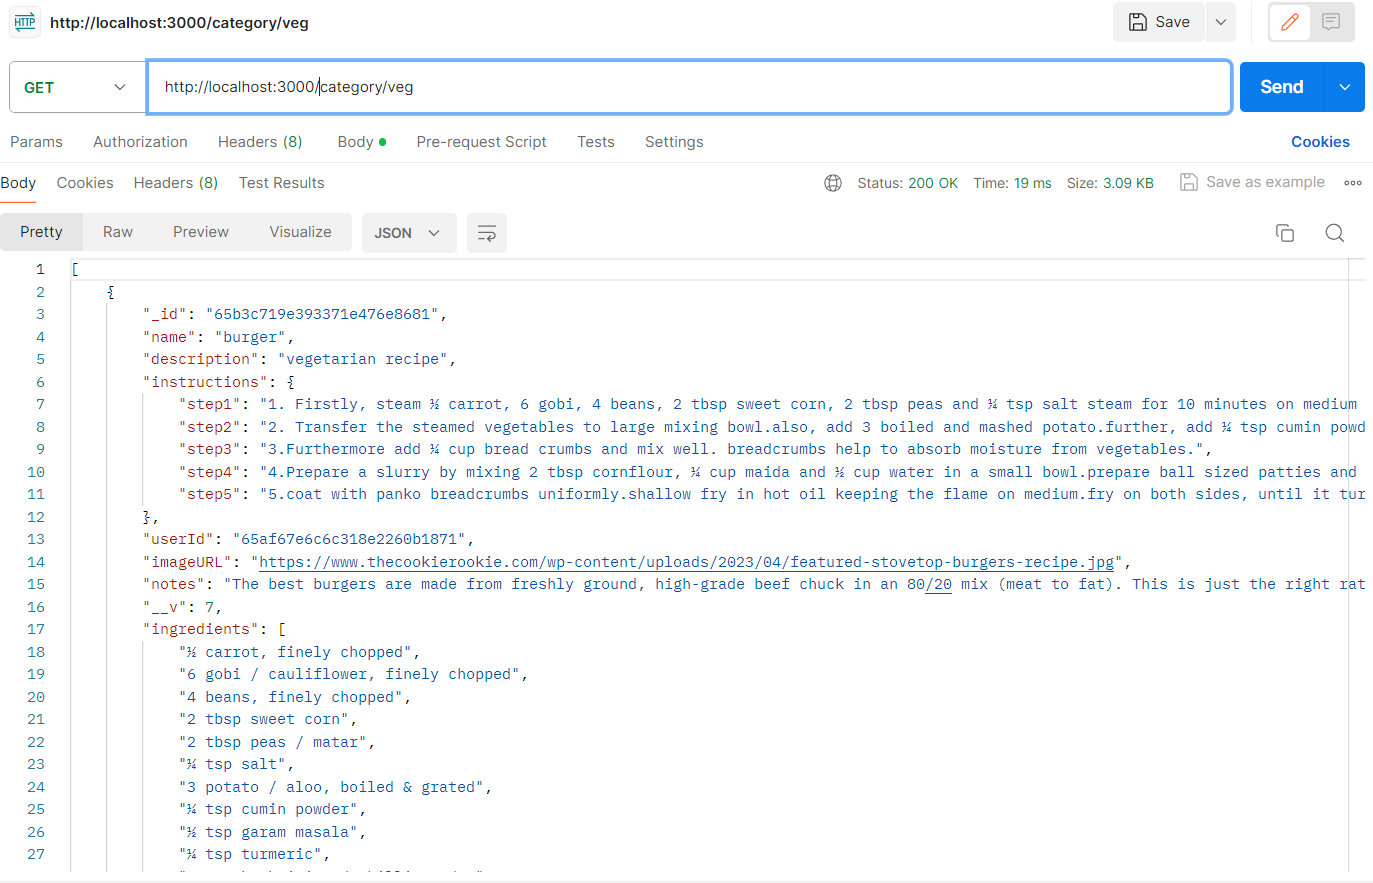 HTTP http://localhost:3000/category/veg Save
GET http://localhost:3000/category/veg Send
Params Authorization Headers (8) Body Pre-request Script Tests Settings Cookies
Body Cookies Headers (8) Test Results Status: 200 OK Time: 19 ms Size: 3.09 KB Save as example
Pretty Raw Preview Visualize JSON
1 [
2 {
3 "_id": "65b3c719e393371e476e8681",
4 "name": "burger",
5 "description": "vegetarian recipe",
6 "instructions": {
7 "step1": "1. Firstly, steam ½ carrot, 6 gobi, 4 beans, 2 tbsp sweet corn, 2 tbsp peas and ¼ tsp salt steam for 10 minutes on medium
8 "step2": "2. Transfer the steamed vegetables to large mixing bowl.also, add 3 boiled and mashed potato.further, add ¼ tsp cumin powd
9 "step3": "3.Furthermore add ¼ cup bread crumbs and mix well. breadcrumbs help to absorb moisture from vegetables.",
10 "step4": "4.Prepare a slurry by mixing 2 tbsp cornflour, ¼ cup maida and ½ cup water in a small bowl.prepare ball sized patties and
11 "step5": "5.coat with panko breadcrumbs uniformly.shallow fry in hot oil keeping the flame on medium.fry on both sides, until it tur
12 },
13 "userId": "65af67e6c6c318e2260b1871",
14 "imageURL": "https://www.thecookierookie.com/wp-content/uploads/2023/04/featured-stovetop-burgers-recipe.jpg",
15 "notes": "The best burgers are made from freshly ground, high-grade beef chuck in an 80/20 mix (meat to fat). This is just the right rat
16 "__v": 7,
17 "ingredients": [
18 "½ carrot, finely chopped",
19 "6 gobi / cauliflower, finely chopped",
20 "4 beans, finely chopped",
21 "2 tbsp sweet corn",
22 "2 tbsp peas / matar",
23 "¼ tsp salt",
24 "3 potato / aloo, boiled & grated",
25 "¼ tsp cumin powder",
26 "½ tsp garam masala",
27 "¼ tsp turmeric",